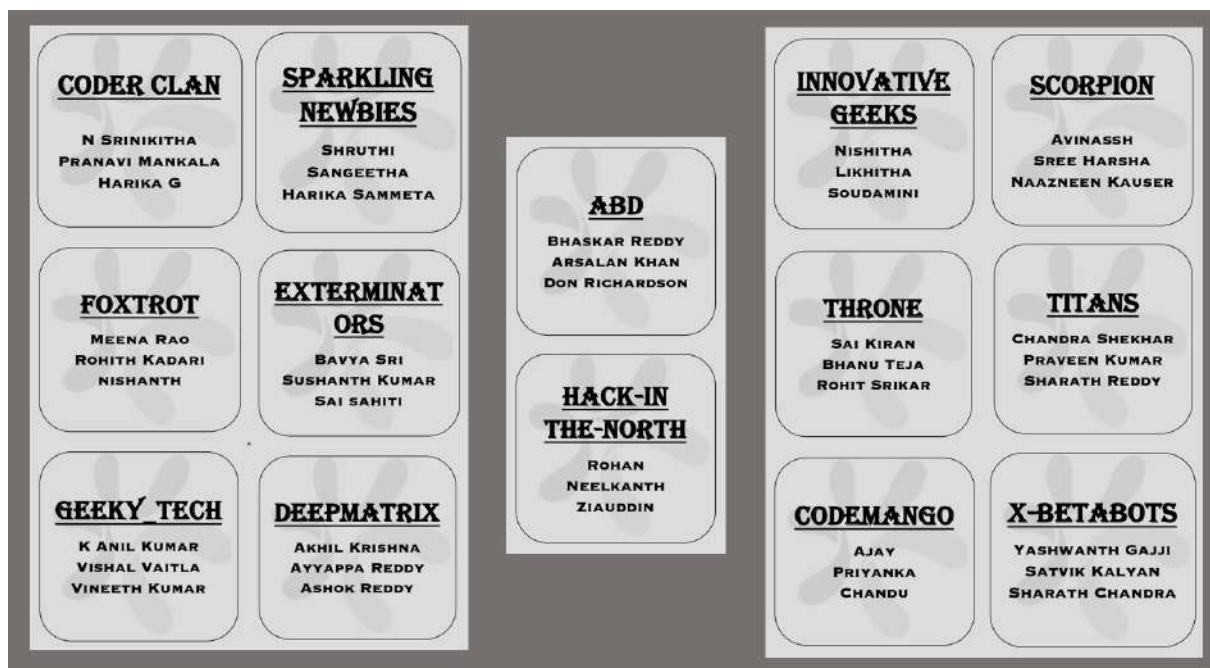 CODER CLAN
N SRINIKITHA
PRANAVI MANKALA
HARIKA G
SPARKLING
NEWBIES
SHRUTHI
SANGEETHA
HARIKA SAMMETA
FOXTROT
MEENA RAO
ROHITH KADARI
NISHANTH
EXTERMINAT
ORS
BAVYA SRI
SUSHANTH KUMAR
SAI SAHITI
GEEKY_TECH
K ANIL KUMAR
VISHAL VAITLA
VINEETH KUMAR
DEEPMATRIX
AKHIL KRISHNA
AYYAPPA REDDY
ASHOK REDDY
ABD
BHASKAR REDDY
ARSALAN KHAN
DON RICHARDSON
HACK-IN
THE-NORTH
ROHAN
NEELKANTH
ZIAUDDIN
INNOVATIVE
GEEKS
NISHITHA
LIKHITHA
SOUDAMINI
SCORPION
AVINASSH
SREE HARSHA
NAAZNEEN KAUSER
THRONE
SAI KIRAN
BHANU TEJA
ROHIT SRIKAR
TITANS
CHANDRA SHEKHAR
PRAVEEN KUMAR
SHARATH REDDY
CODEMANGO
AJAY
PRIYANKA
CHANDU
X-BETABOTS
YASHWANTH GAJJI
SATVIK KALYAN
SHARATH CHANDRA